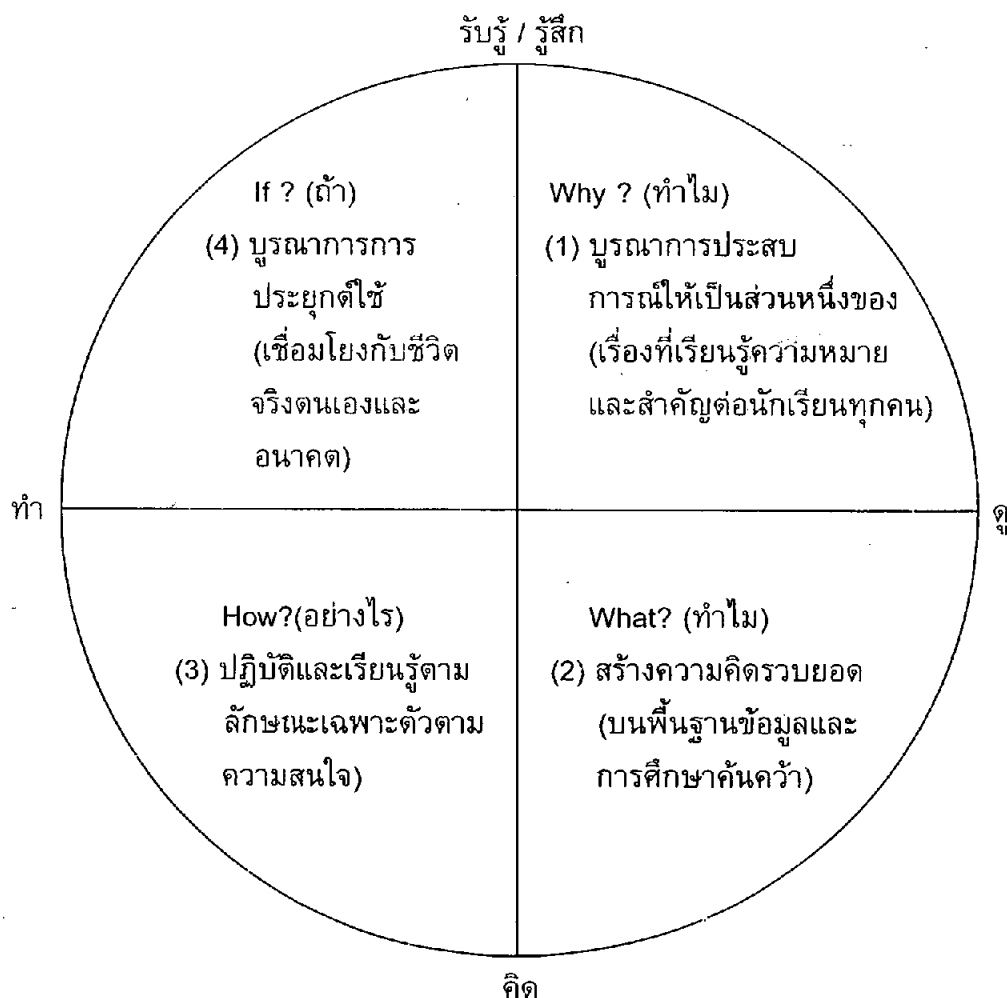 รับรู้ / รู้สึก
If ? (ถ้า)
(4) บูรณาการการ
ประยุกต์ใช้
(เชื่อมโยงกับชีวิต
จริงตนเองและ
อนาคต)
Why ? (ทำไม)
(1) บูรณาการประสบ
การณ์ให้เป็นส่วนหนึ่งของ
(เรื่องที่เรียนรู้ความหมาย
และสำคัญต่อนักเรียนทุกคน)
ทำ
ดู
How?(อย่างไร)
(3) ปฏิบัติและเรียนรู้ตาม
ลักษณะเฉพาะตัวตาม
ความสนใจ)
What? (ทำไม)
(2) สร้างความคิดรวบยอด
(บนพื้นฐานข้อมูลและ
การศึกษาค้นคว้า)
คิด